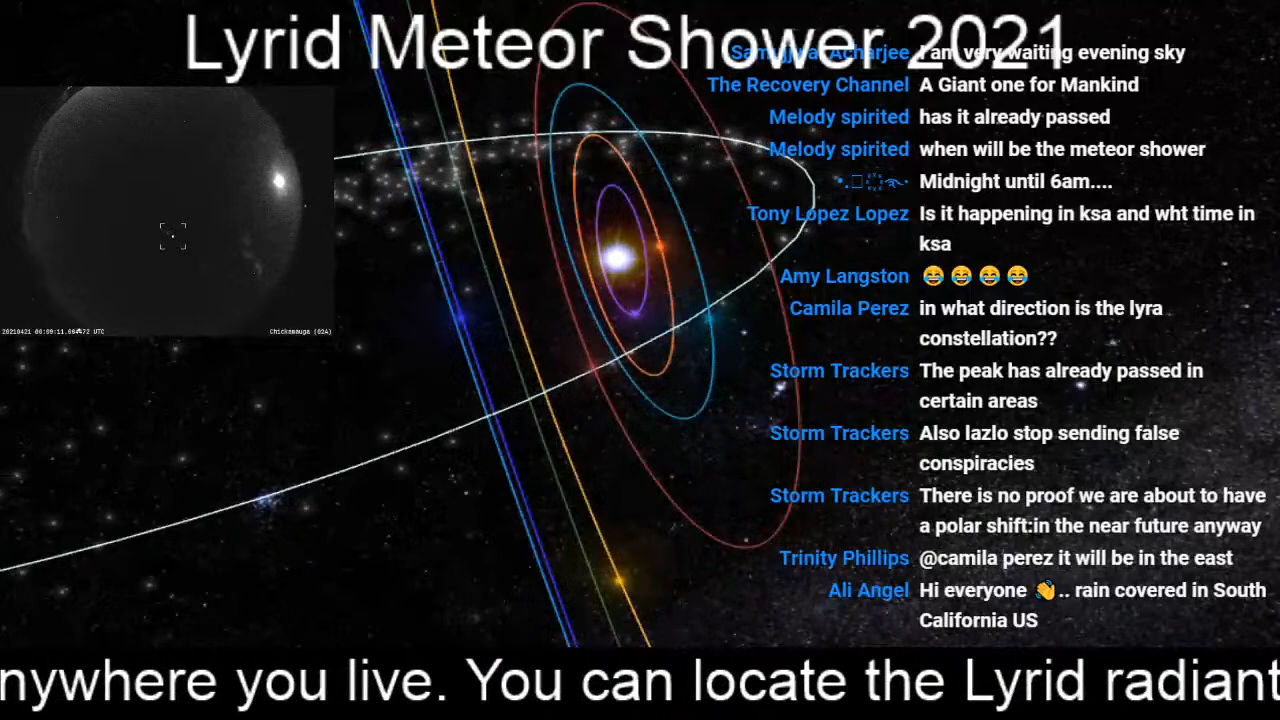 Lyrid Meteor Shower 2021
Acharjee I am very waiting evening sky
The Recovery Channel A Giant one for Mankind
Melody spirited has it already passed
Melody spirited when will be the meteor shower
Midnight until 6am....
Tony Lopez Lopez Is it happening in ksa and wht time in
ksa
Amy Langston 😂 😂 😂 😂
Camila Perez in what direction is the lyra
constellation??
Storm Trackers The peak has already passed in
certain areas
Storm Trackers Also lazlo stop sending false
conspiracies
Storm Trackers There is no proof we are about to have
a polar shift:in the near future anyway
Trinity Phillips @camila perez it will be in the east
Ali Angel Hi everyone 👋.. rain covered in South
California US
UTC Chickamauga (02A)
nywhere you live. You can locate the Lyrid radiant